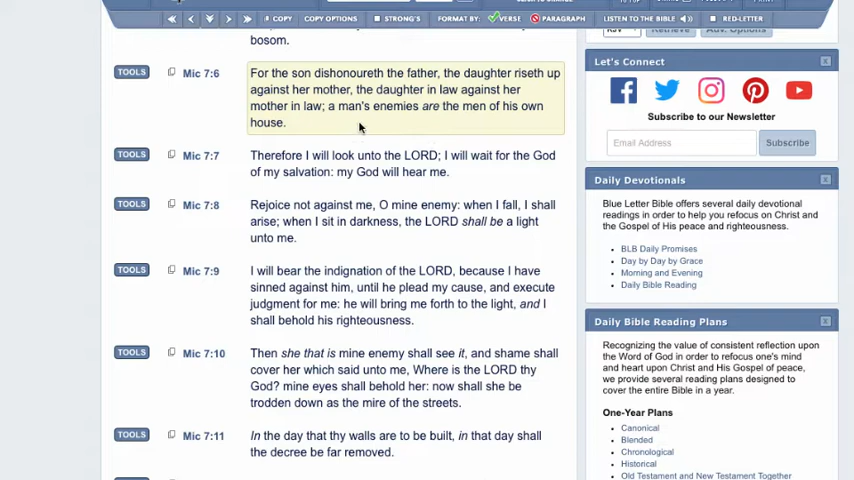 COPY COPY OPTIONS STRONG'S FORMAT BY: VERSE PARAGRAPH LISTEN TO THE BIBLE RED-LETTER
bosom.
TOOLS Mic 7:6 For the son dishonoureth the father, the daughter riseth up
against her mother, the daughter in law against her
mother in law; a man's enemies are the men of his own
house.
TOOLS Mic 7:7 Therefore I will look unto the LORD; I will wait for the God
of my salvation: my God will hear me.
TOOLS Mic 7:8 Rejoice not against me, O mine enemy: when I fall, I shall
arise; when I sit in darkness, the LORD shall be a light
unto me.
TOOLS Mic 7:9 I will bear the indignation of the LORD, because I have
sinned against him, until he plead my cause, and execute
judgment for me: he will bring me forth to the light, and I
shall behold his righteousness.
TOOLS Mic 7:10 Then she that is mine enemy shall see it, and shame shall
cover her which said unto me, Where is the LORD thy
God? mine eyes shall behold her: now shall she be
trodden down as the mire of the streets.
TOOLS Mic 7:11 In the day that thy walls are to be built, in that day shall
the decree be far removed.
Retrieve Adv. Options
Let's Connect
Subscribe to our Newsletter
Email Address Subscribe
Daily Devotionals
Blue Letter Bible offers several daily devotional
readings in order to help you refocus on Christ and
the Gospel of His Peace and righteousness.
BLB Daily Promises
Day by Day by Grace
Morning and Evening
Daily Bible Reading
Daily Bible Reading Plans
Recognizing the value of consistent reflection upon
the Word of God in order to refocus one's mind
and heart upon Christ and His Gospel of peace,
we provide several reading plans designed to
cover the entire Bible in a year.
One-Year Plans
Canonical
Blended
Chronological
Historical
Old Testament and New Testament Together